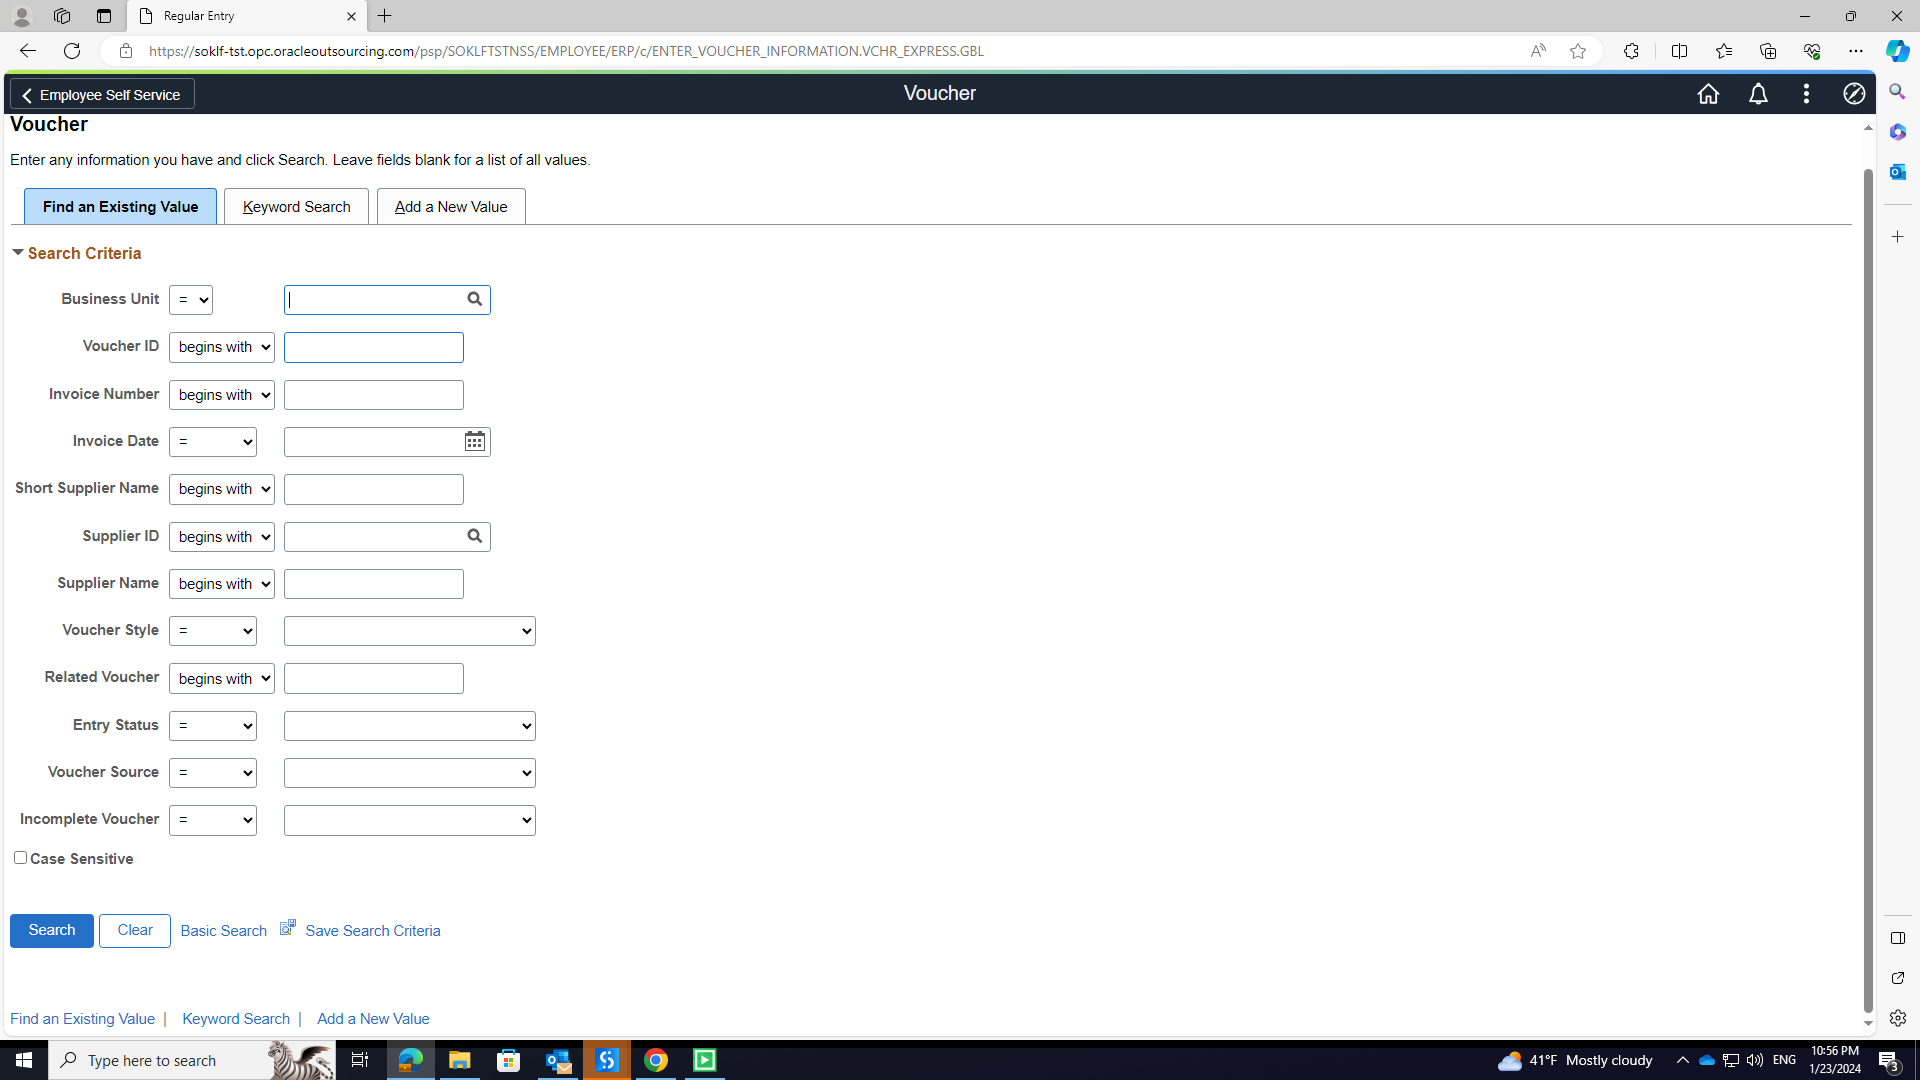 Regular Entry
https://soklf-tst.opc.oracleoutsourcing.com/psp/SOKLFTSTNSS/EMPLOYEE/ERP/c/ENTER_VOUCHER_INFORMATION.VCHR_EXPRESS.GBL
Employee Self Service
Voucher
Voucher
Enter any information you have and click Search. Leave fields blank for a list of all values.
Find an Existing Value
Keyword Search
Add a New Value
Search Criteria
Business Unit =
Voucher ID begins with
Invoice Number begins with
Invoice Date =
Short Supplier Name begins with
Supplier ID begins with
Supplier Name begins with
Voucher Style =
Related Voucher begins with
Entry Status =
Voucher Source =
Incomplete Voucher =
Case Sensitive
Search Clear Basic Search Save Search Criteria
Find an Existing Value | Keyword Search | Add a New Value
Type here to search
41°F Mostly cloudy
ENG
10:56 PM
1/23/2024
3